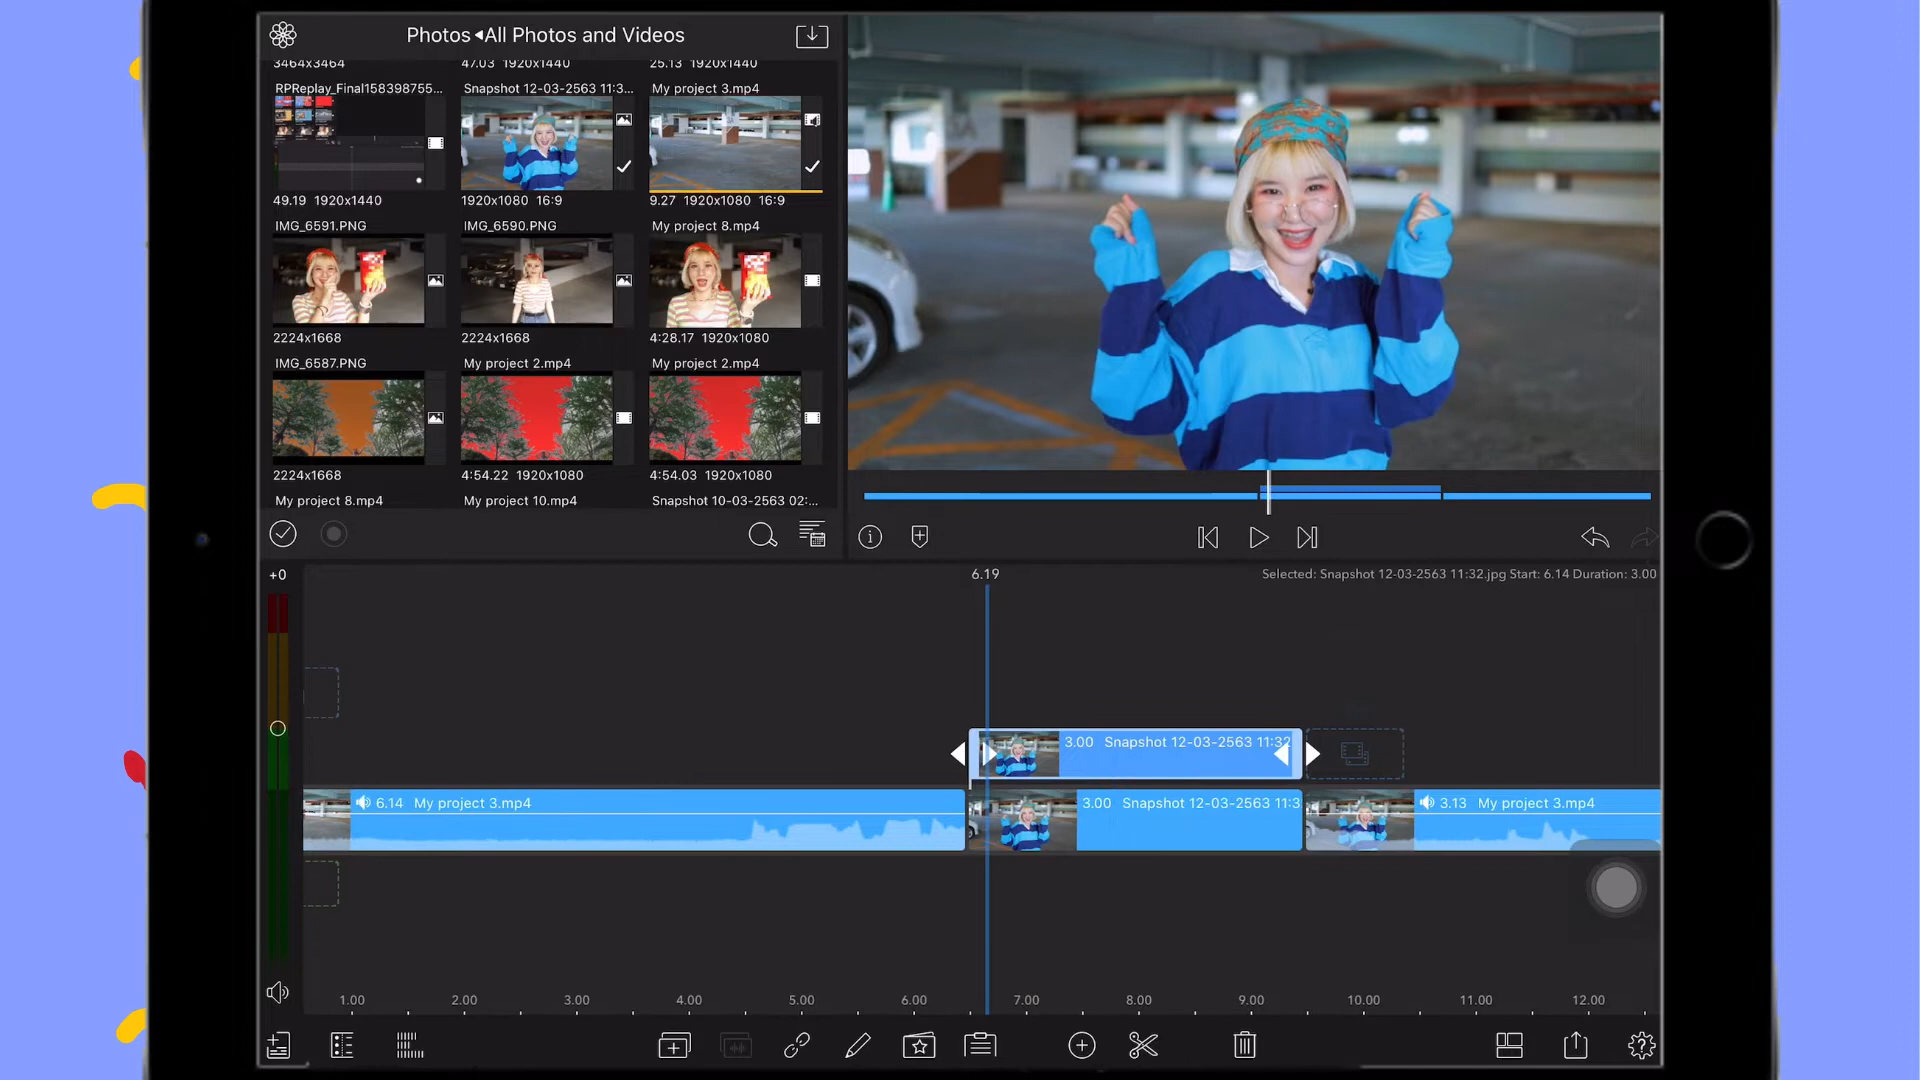 Photos ◂All Photos and Videos
3464x3464
47.03 1920x1440
25.13 1920x1440
RPReplay_Final158398755...
Snapshot 12-03-2563 11:3...
My project 3.mp4
49.19 1920x1440
1920x1080 16:9
9.27 1920x1080 16:9
IMG_6591.PNG
IMG_6590.PNG
My project 8.mp4
2224x1668
2224x1668
4:28.17 1920x1080
IMG_6587.PNG
My project 2.mp4
My project 2.mp4
2224x1668
4:54.22 1920x1080
4:54.03 1920x1080
My project 8.mp4
My project 10.mp4
Snapshot 10-03-2563 02:...
+0
6.19
Selected: Snapshot 12-03-2563 11:32.jpg Start: 6.14 Duration: 3.00
3.00 Snapshot 12-03-2563 11:32
6.14 My project 3.mp4
3.00 Snapshot 12-03-2563 11:3
3.13 My project 3.mp4
1.00 2.00 3.00 4.00 5.00 6.00 7.00 8.00 9.00 10.00 11.00 12.00